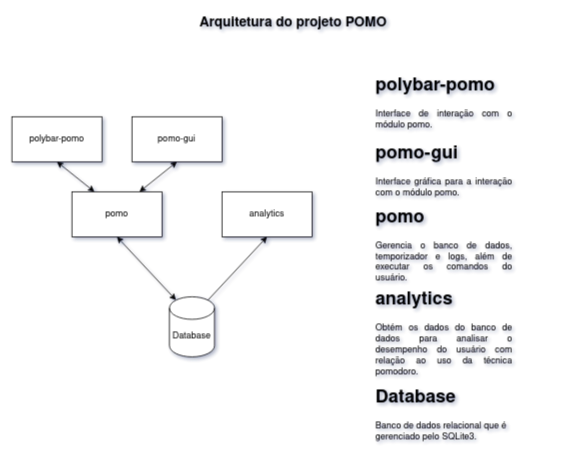 Arquitetura do projeto POMO
polybar-pomo
pomo-gui
pomo
analytics
Database
polybar-pomo
Interface de interação com o
módulo pomo.
pomo-gui
Interface gráfica para a interação
com o módulo pomo.
pomo
Gerencia o banco de dados,
temporizador e logs, além de
executar os comandos do
usuário.
analytics
Obtém os dados do banco de
dados para analisar o
desempenho do usuário com
relação ao uso da técnica
pomodoro.
Database
Banco de dados relacional que é
gerenciado pelo SQLite3.